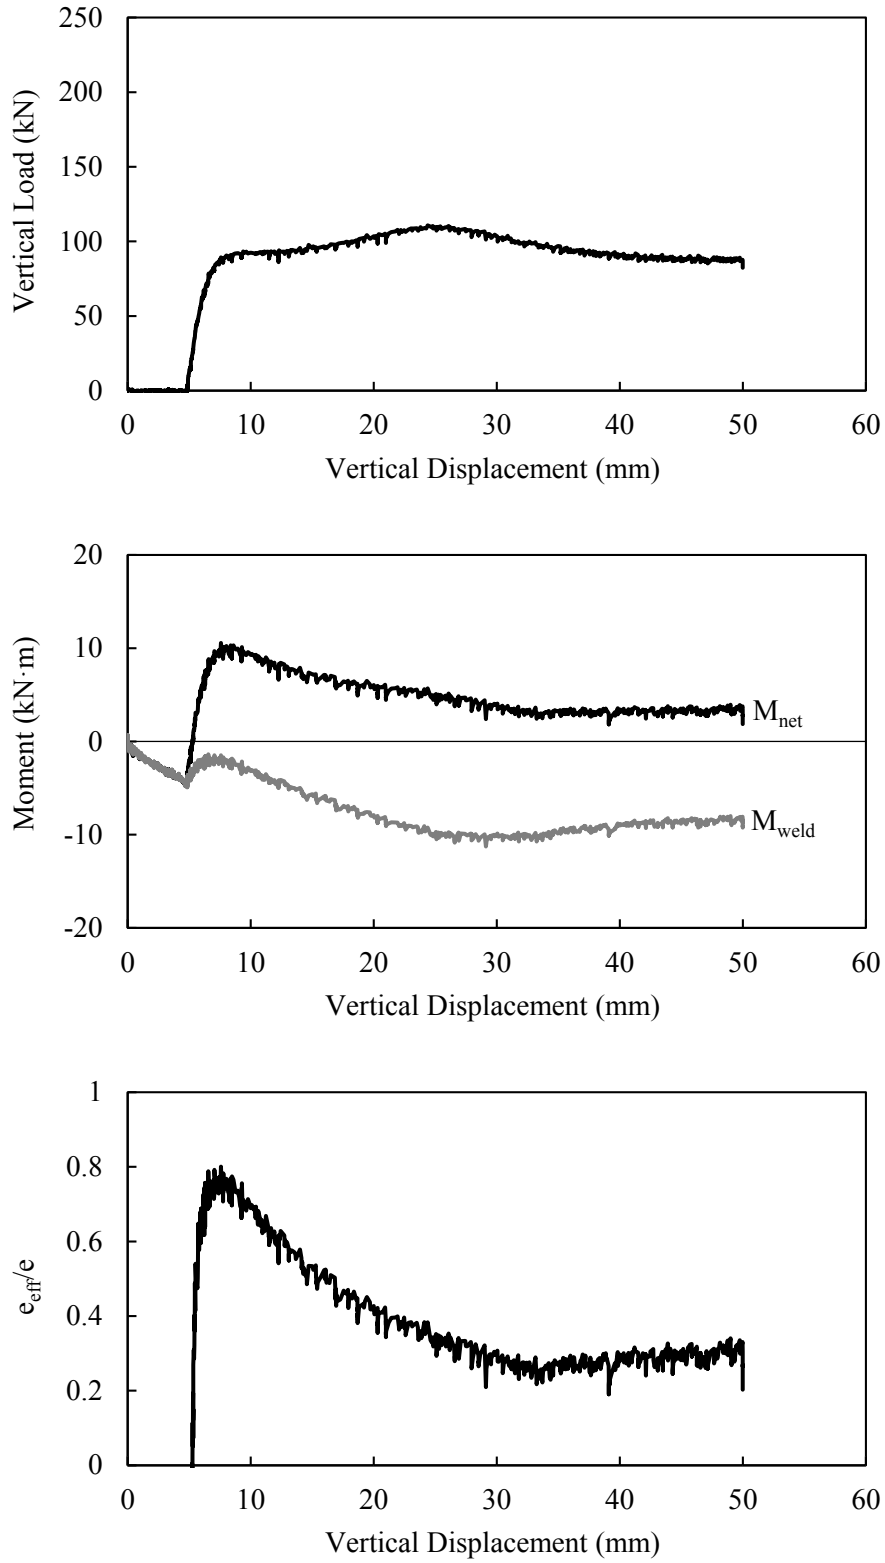 250
200
150
100
50
0
Vertical Load (kN)
0 10 20 30 40 50 60
Vertical Displacement (mm)
20
10
0
-10
-20
Moment (kN·m)
M_net
M_weld
0 10 20 30 40 50 60
Vertical Displacement (mm)
1
0.8
0.6
0.4
0.2
0
e_eff/e
0 10 20 30 40 50 60
Vertical Displacement (mm)